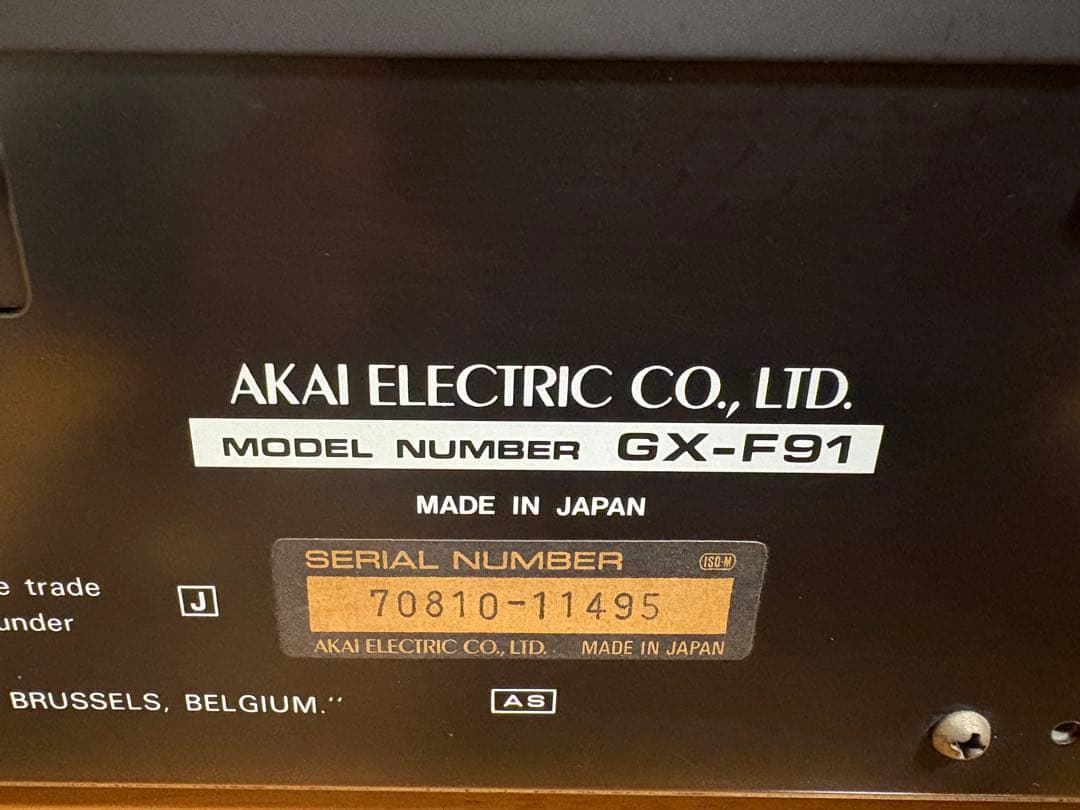 AKAI ELECTRIC CO., LTD.
MODEL NUMBER GX-F91
MADE IN JAPAN
SERIAL NUMBER ISO-M
70810-11495
AKAI ELECTRIC CO., LTD. MADE IN JAPAN
trade
under
J
BRUSSELS, BELGIUM."
AS